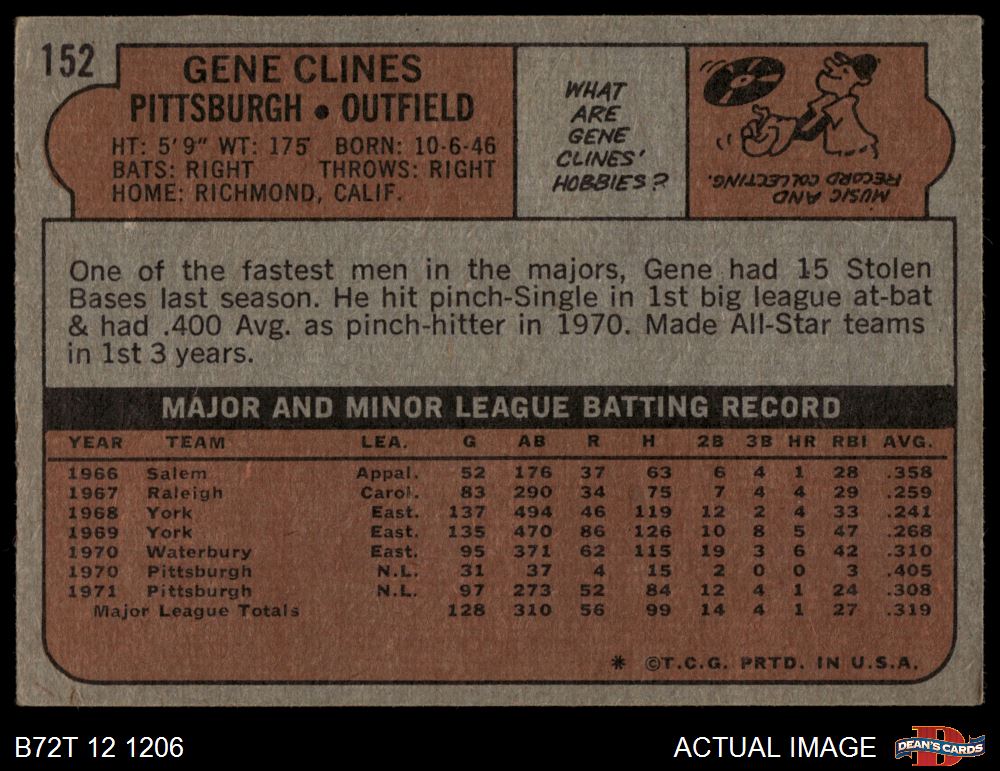 152
GENE CLINES
PITTSBURGH • OUTFIELD
HT: 5'9" WT: 175 BORN: 10-6-46
BATS: RIGHT THROWS: RIGHT
HOME: RICHMOND, CALIF.
WHAT
ARE
GENE
CLINES'
HOBBIES?
MUSIC AND
RECORD COLLECTING.
One of the fastest men in the majors, Gene had 15 Stolen
Bases last season. He hit pinch-Single in 1st big league at-bat
& had .400 Avg. as pinch-hitter in 1970. Made All-Star teams
in 1st 3 years.
MAJOR AND MINOR LEAGUE BATTING RECORD
YEAR TEAM LEA. G AB R H 2B 3B HR RBI AVG.
1966 Salem Appal. 52 176 37 63 6 4 1 28 .358
1967 Raleigh Carol. 83 290 34 75 7 4 4 29 .259
1968 York East. 137 494 46 119 12 2 4 33 .241
1969 York East. 135 470 86 126 10 8 5 47 .268
1970 Waterbury East. 95 371 62 115 19 3 6 42 .310
1970 Pittsburgh N.L. 31 37 4 15 2 0 0 3 .405
1971 Pittsburgh N.L. 97 273 52 84 12 4 1 24 .308
Major League Totals 128 310 56 99 14 4 1 27 .319
* ©T.C.G. PRTD. IN U.S.A.
B72T 12 1206
ACTUAL IMAGE
D
DEAN'S CARDS